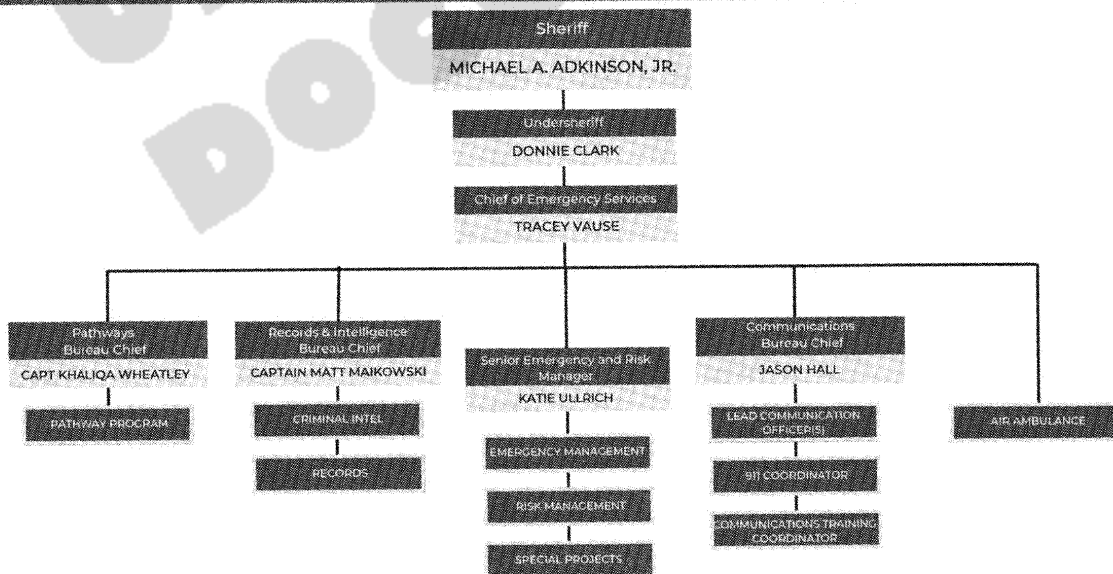 Sheriff
MICHAEL A. ADKINSON, JR.
Undersheriff
DONNIE CLARK
Chief of Emergency Services
TRACEY VAUSE
Pathways
Bureau Chief
CAPT KHALIQA WHEATLEY
PATHWAY PROGRAM
Records & Intelligence
Bureau Chief
CAPTAIN MATT MAIKOWSKI
CRIMINAL INTEL
RECORDS
Senior Emergency and Risk
Manager
KATIE ULLRICH
EMERGENCY MANAGEMENT
RISK MANAGEMENT
SPECIAL PROJECTS
Communications
Bureau Chief
JASON HALL
LEAD COMMUNICATION
OFFICER(S)
911 COORDINATOR
COMMUNICATIONS TRAINING
COORDINATOR
AIR AMBULANCE